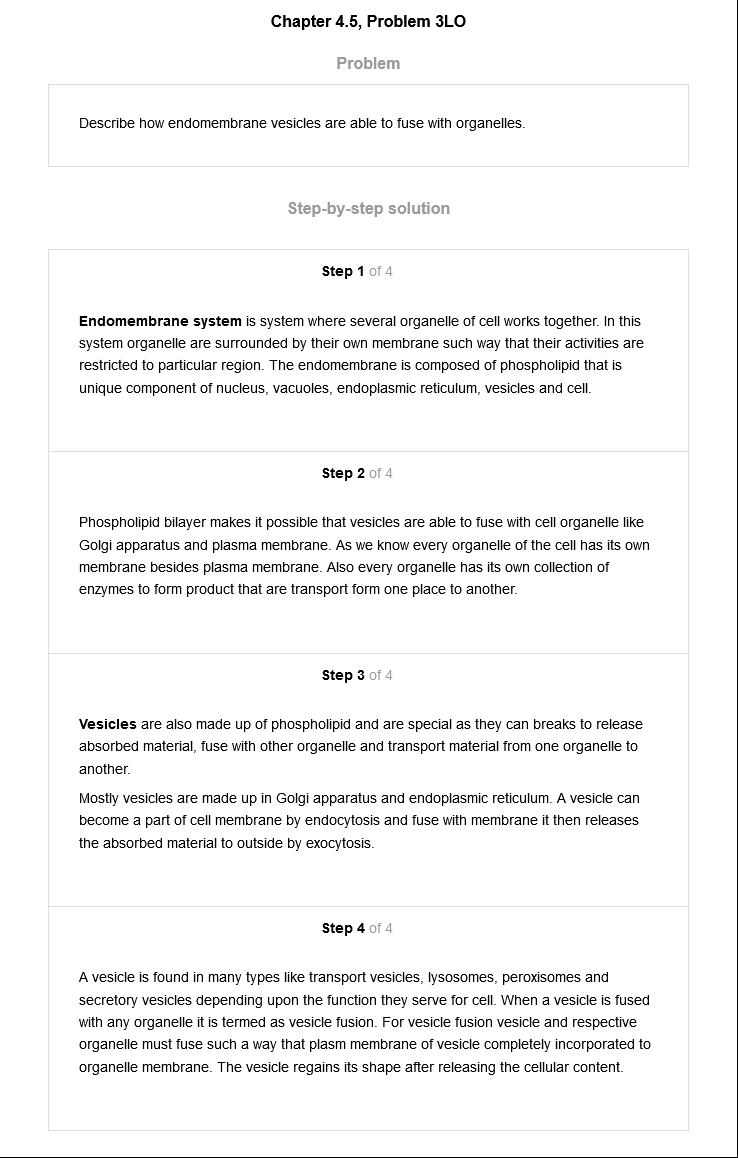 Chapter 4.5, Problem 3LO
Problem
Describe how endomembrane vesicles are able to fuse with organelles.
Step-by-step solution
Step 1 of 4
Endomembrane system is system where several organelle of cell works together. In this
system organelle are surrounded by their own membrane such way that their activities are
restricted to particular region. The endomembrane is composed of phospholipid that is
unique component of nucleus, vacuoles, endoplasmic reticulum, vesicles and cell.
Step 2 of 4
Phospholipid bilayer makes it possible that vesicles are able to fuse with cell organelle like
Golgi apparatus and plasma membrane. As we know every organelle of the cell has its own
membrane besides plasma membrane. Also every organelle has its own collection of
enzymes to form product that are transport form one place to another.
Step 3 of 4
Vesicles are also made up of phospholipid and are special as they can breaks to release
absorbed material, fuse with other organelle and transport material from one organelle to
another.
Mostly vesicles are made up in Golgi apparatus and endoplasmic reticulum. A vesicle can
become a part of cell membrane by endocytosis and fuse with membrane it then releases
the absorbed material to outside by exocytosis.
Step 4 of 4
A vesicle is found in many types like transport vesicles, lysosomes, peroxisomes and
secretory vesicles depending upon the function they serve for cell. When a vesicle is fused
with any organelle it is termed as vesicle fusion. For vesicle fusion vesicle and respective
organelle must fuse such a way that plasm membrane of vesicle completely incorporated to
organelle membrane. The vesicle regains its shape after releasing the cellular content.